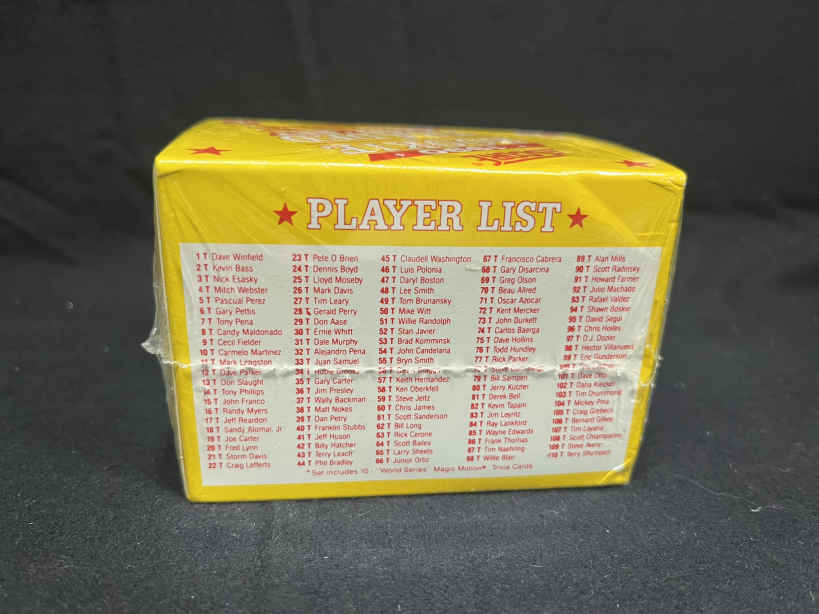 ★ PLAYER LIST ★
1 T Dave Winfield
2 T Kevin Bass
3 T Nick Esasky
4 T Mitch Webster
5 T Pascual Perez
6 T Gary Pettis
7 T Tony Pena
8 T Candy Maldonado
9 T Cecil Fielder
10 T Carmelo Martinez
11 T Mark Langston
12 T Dave Parker
13 T Don Slaught
14 T Tony Phillips
15 T John Franco
16 T Randy Myers
17 T Jeff Reardon
18 T Sandy Alomar, Jr
19 T Joe Carter
20 T Fred Lynn
21 T Storm Davis
22 T Craig Lefferts
23 T Pete O'Brien
24 T Dennis Boyd
25 T Lloyd Moseby
26 T Mark Davis
27 T Tim Leary
28 T Gerald Perry
29 T Don Aase
30 T Ernie Whitt
31 T Dale Murphy
32 T Alejandro Pena
33 T Juan Samuel
34 T Hubie Brooks
35 T Gary Carter
36 T Jim Presley
37 T Wally Backman
38 T Matt Nokes
39 T Dan Petry
40 T Franklin Stubbs
41 T Jeff Huson
42 T Billy Hatcher
43 T Terry Leach
44 T Phil Bradley
45 T Claudell Washington
46 T Luis Polonia
47 T Daryl Boston
48 T Lee Smith
49 T Tom Brunansky
50 T Mike Witt
51 T Willie Randolph
52 T Stan Javier
53 T Brad Komminsk
54 T John Candelaria
55 T Bryn Smith
56 T
57 T Keith Hernandez
58 T Ken Oberkfell
59 T Steve Jeltz
60 T Chris James
61 T Scott Sanderson
62 T Bill Long
63 T Rick Cerone
64 T Scott Bailes
65 T Larry Sheets
66 T Junior Ortiz
67 T Francisco Cabrera
68 T Gary Disarcina
69 T Greg Olson
70 T Beau Allred
71 T Oscar Azocar
72 T Kent Mercker
73 T John Burkett
74 T Carlos Baerga
75 T Dave Hollins
76 T Todd Hundley
77 T Rick Parker
78 T
79 T Bill Sampen
80 T Jerry Kutzler
81 T Derek Bell
82 T Kevin Tapani
83 T Jim Leyritz
84 T Ray Lankford
85 T Wayne Edwards
86 T Frank Thomas
87 T Tim Naehring
88 T Willie Blair
89 T Alan Mills
90 T Scott Radinsky
91 T Howard Farmer
92 T Julio Machado
93 T Rafael Valdez
94 T Shawn Boskie
95 T David Segui
96 T Chris Hoiles
97 T D.J. Dozier
98 T Hector Villanueva
99 T Eric Gunderson
101 T Dave Otto
102 T Dana Kiecker
103 T Tim Drummond
104 T Mickey Pina
105 T Craig Grebeck
106 T Bernard Gilkey
107 T Tim Layana
108 T Scott Chiamparino
109 T Steve Avery
110 T Terry Shumpert
*Set includes 10 - "World Series" Magic Motion Trivia Cards